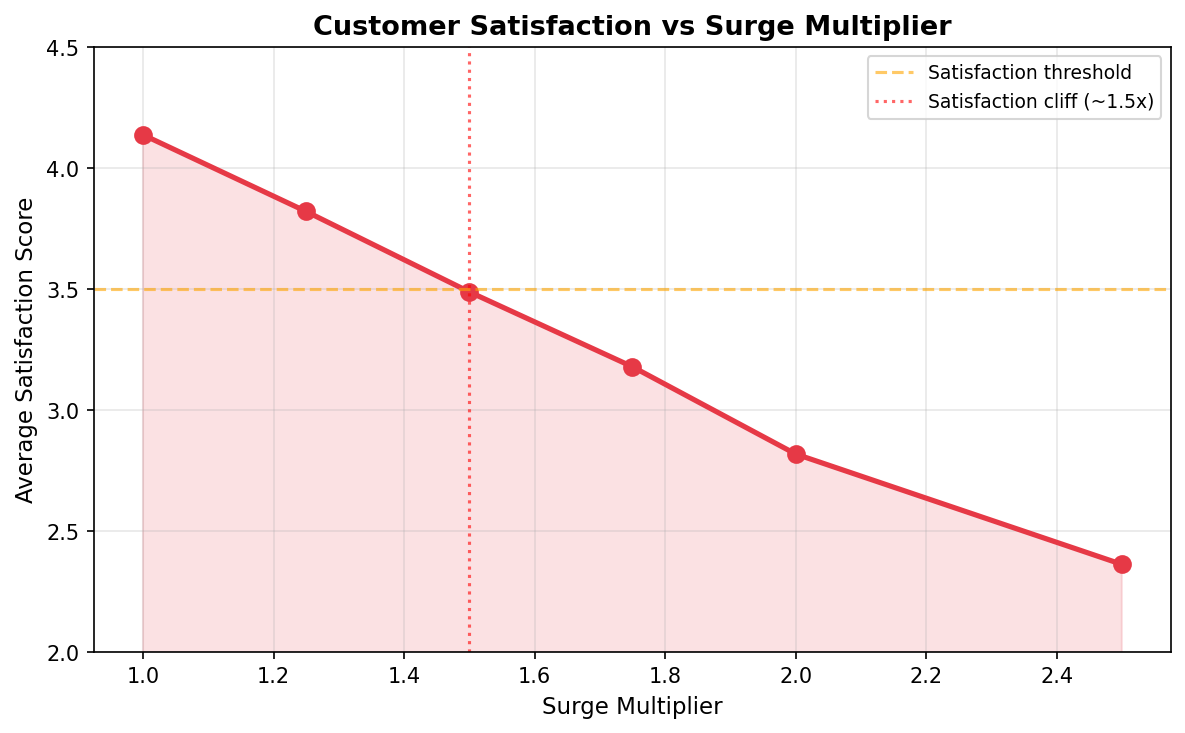 Customer Satisfaction vs Surge Multiplier
Satisfaction threshold
Satisfaction cliff (~1.5x)
Average Satisfaction Score
4.5
4.0
3.5
3.0
2.5
2.0
1.0 1.2 1.4 1.6 1.8 2.0 2.2 2.4
Surge Multiplier